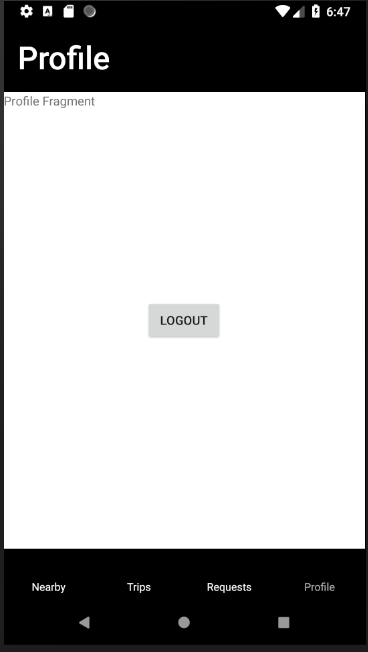 6:47
Profile
Profile Fragment
LOGOUT
Nearby Trips Requests Profile